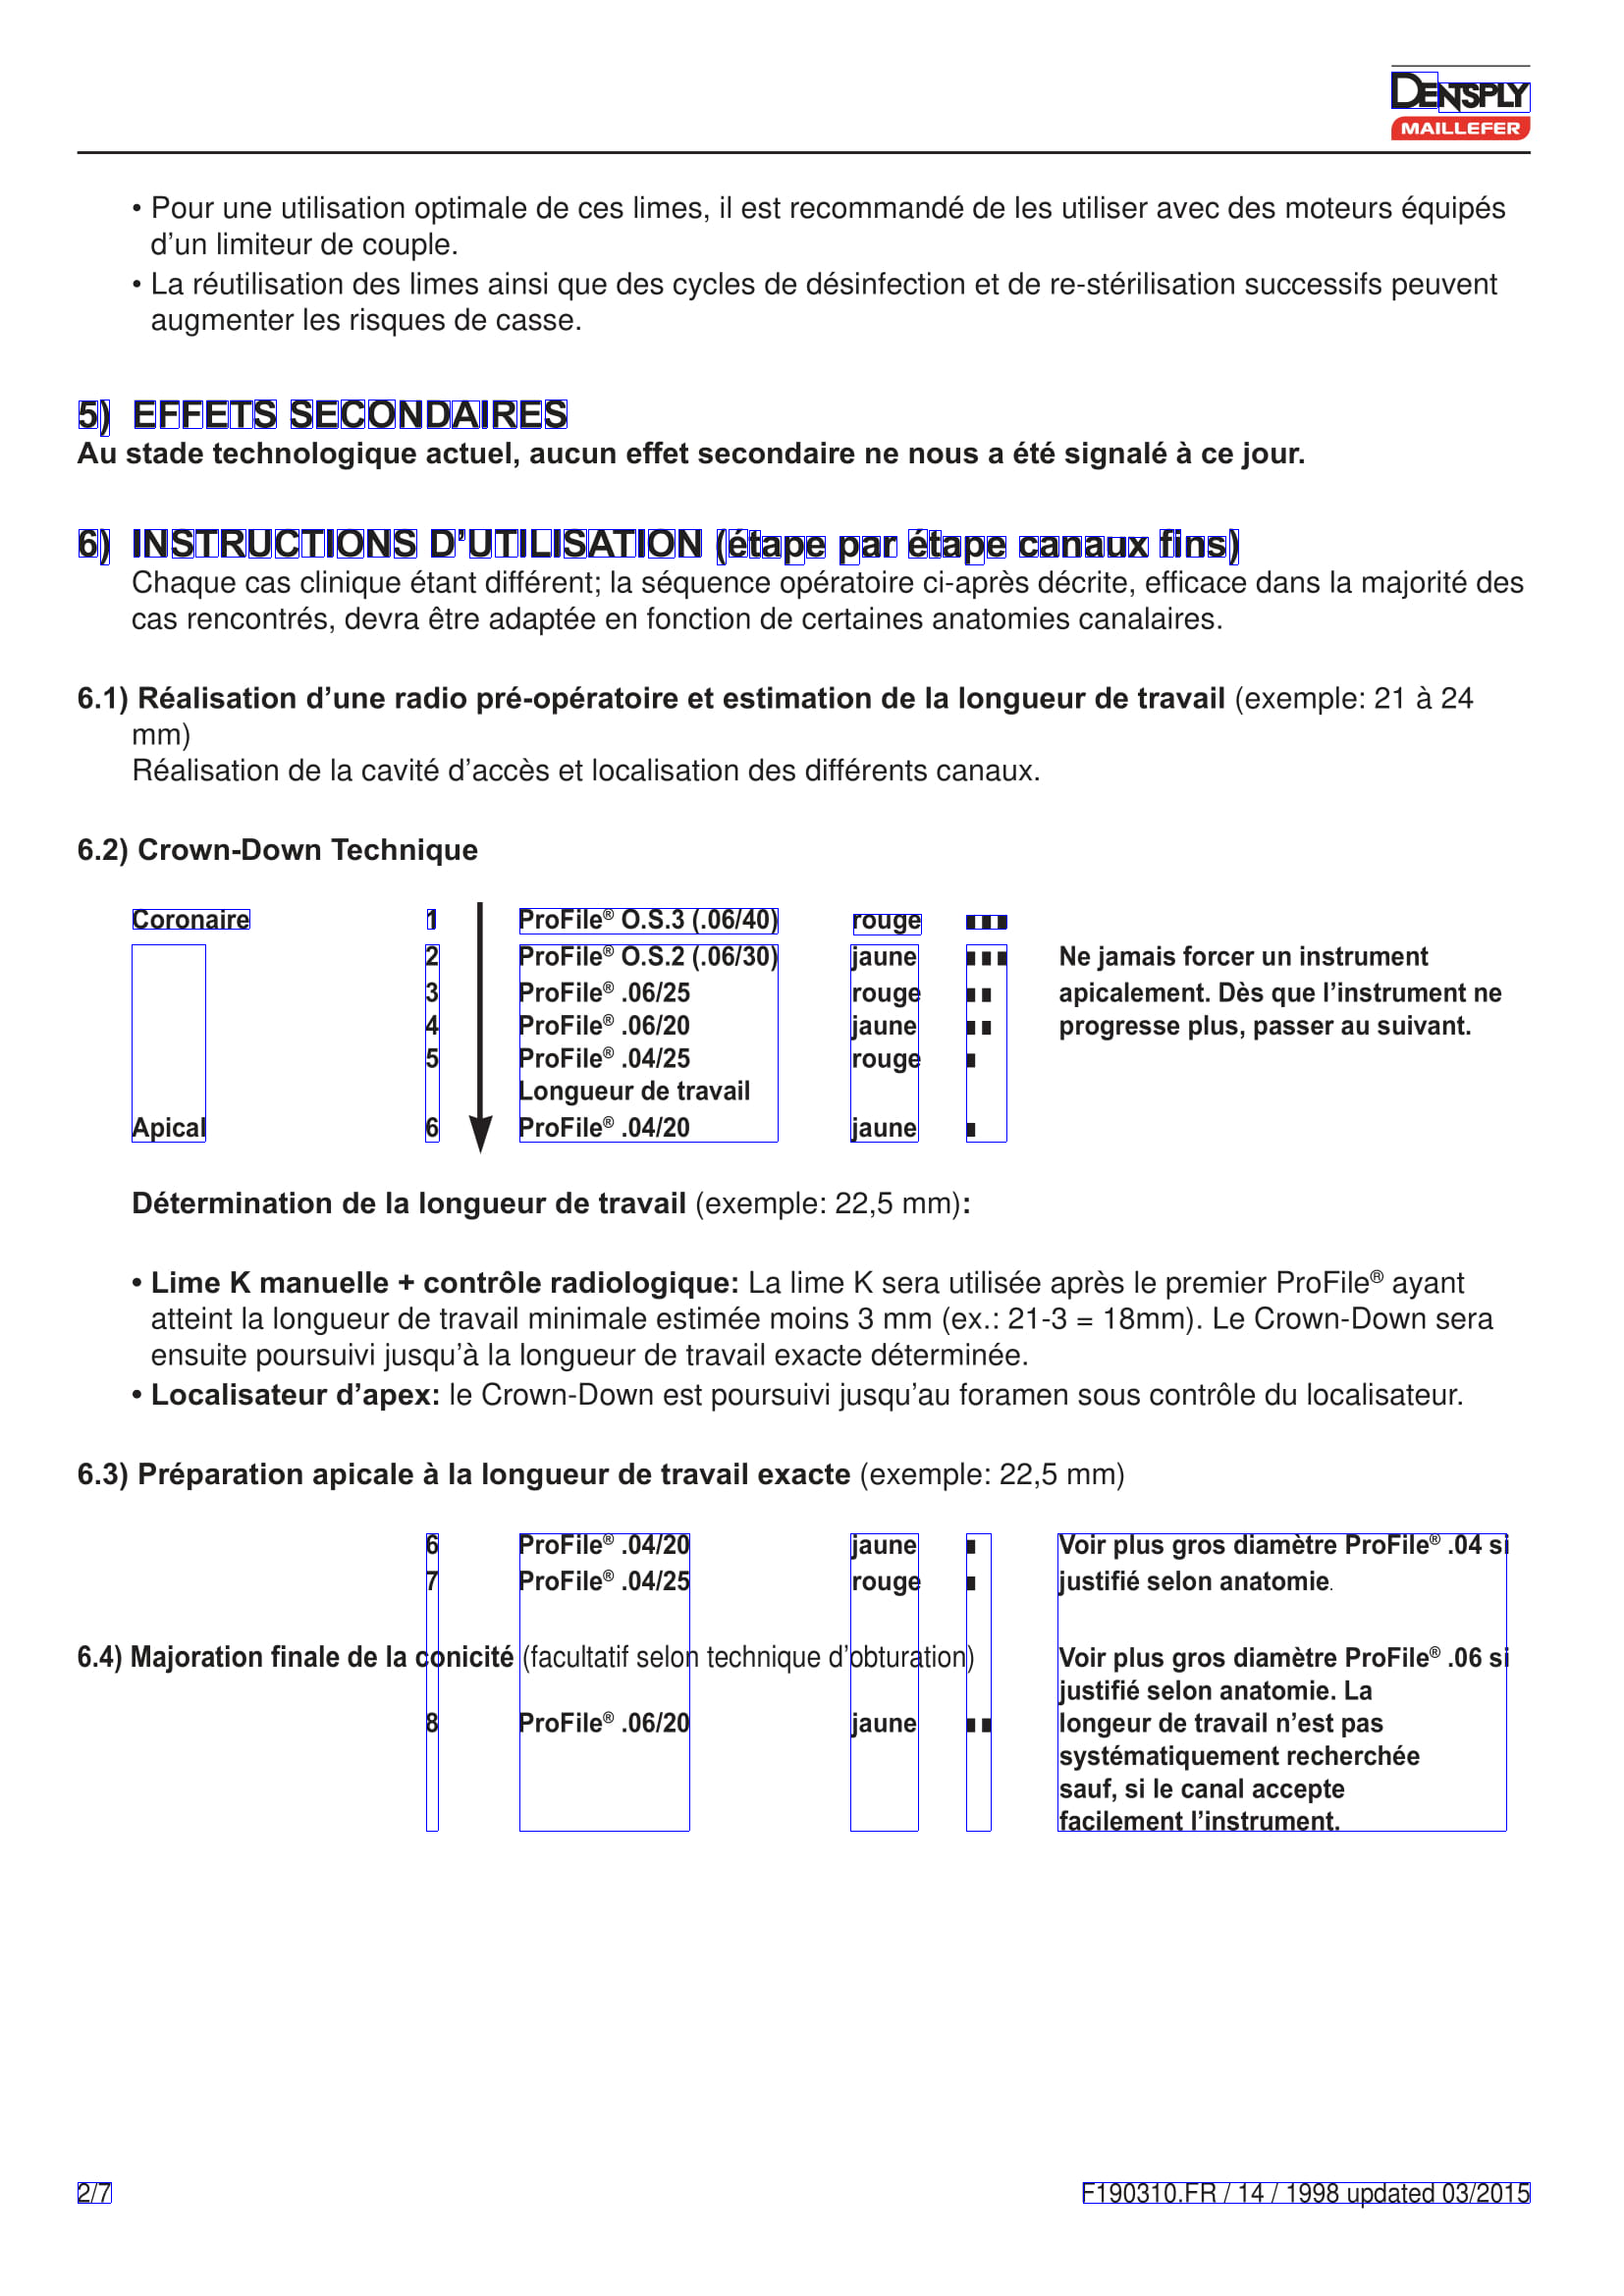 DENTSPLY
MAILLEFER
• Pour une utilisation optimale de ces limes, il est recommandé de les utiliser avec des moteurs équipés
d’un limiteur de couple.
• La réutilisation des limes ainsi que des cycles de désinfection et de re-stérilisation successifs peuvent
augmenter les risques de casse.
5) EFFETS SECONDAIRES
Au stade technologique actuel, aucun effet secondaire ne nous a été signalé à ce jour.
6) INSTRUCTIONS D’UTILISATION (étape par étape canaux fins)
Chaque cas clinique étant différent; la séquence opératoire ci-après décrite, efficace dans la majorité des
cas rencontrés, devra être adaptée en fonction de certaines anatomies canalaires.
6.1) Réalisation d’une radio pré-opératoire et estimation de la longueur de travail (exemple: 21 à 24
mm)
Réalisation de la cavité d’accès et localisation des différents canaux.
6.2) Crown-Down Technique
Coronaire 1 ProFile® O.S.3 (.06/40) rouge
2 ProFile® O.S.2 (.06/30) jaune Ne jamais forcer un instrument
3 ProFile® .06/25 rouge apicalement. Dès que l’instrument ne
4 ProFile® .06/20 jaune progresse plus, passer au suivant.
5 ProFile® .04/25 rouge
Longueur de travail
Apical 6 ProFile® .04/20 jaune
Détermination de la longueur de travail (exemple: 22,5 mm):
• Lime K manuelle + contrôle radiologique: La lime K sera utilisée après le premier ProFile® ayant
atteint la longueur de travail minimale estimée moins 3 mm (ex.: 21-3 = 18mm). Le Crown-Down sera
ensuite poursuivi jusqu’à la longueur de travail exacte déterminée.
• Localisateur d’apex: le Crown-Down est poursuivi jusqu’au foramen sous contrôle du localisateur.
6.3) Préparation apicale à la longueur de travail exacte (exemple: 22,5 mm)
6 ProFile® .04/20 jaune Voir plus gros diamètre ProFile® .04 si
7 ProFile® .04/25 rouge justifié selon anatomie.
6.4) Majoration finale de la conicité (facultatif selon technique d’obturation) Voir plus gros diamètre ProFile® .06 si
justifié selon anatomie. La
8 ProFile® .06/20 jaune longeur de travail n’est pas
systématiquement recherchée
sauf, si le canal accepte
facilement l’instrument.
2/7 F190310.FR / 14 / 1998 updated 03/2015